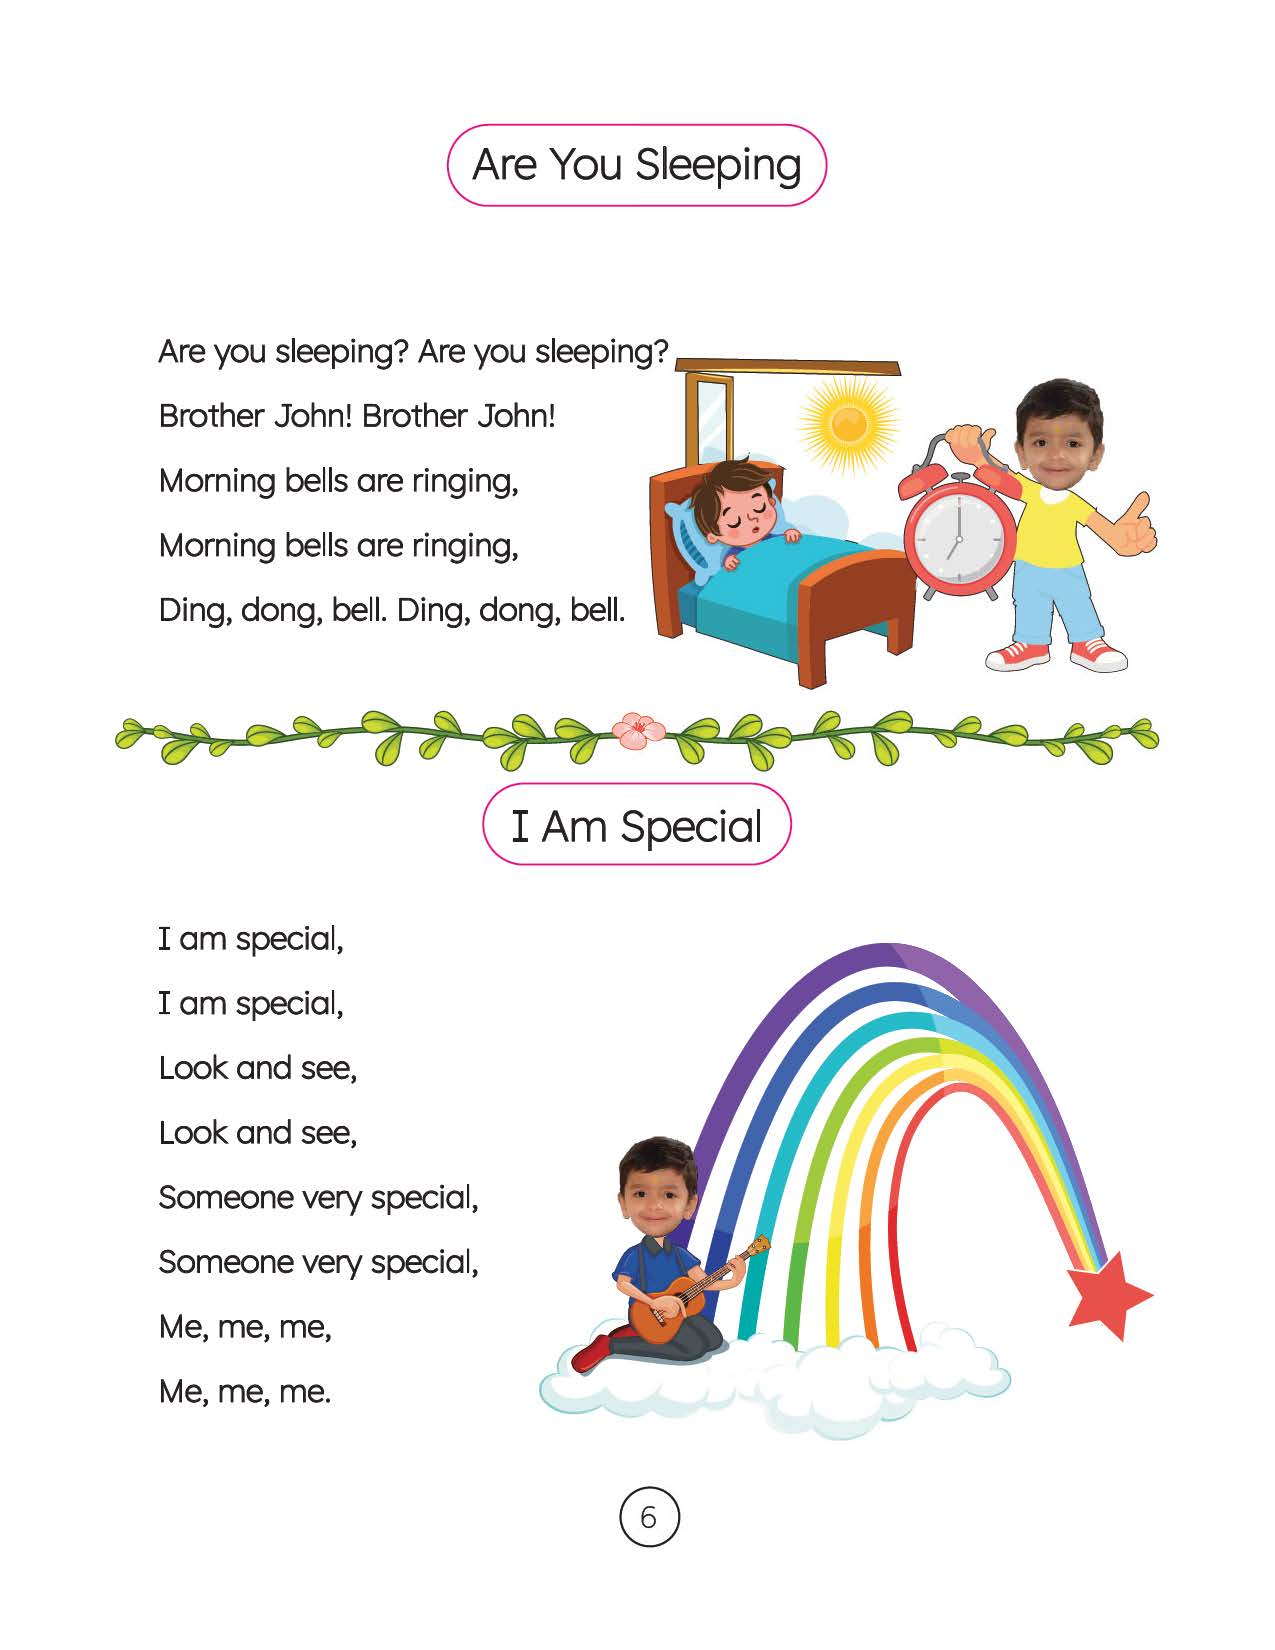 Are You Sleeping
Are you sleeping? Are you sleeping?
Brother John! Brother John!
Morning bells are ringing,
Morning bells are ringing,
Ding, dong, bell. Ding, dong, bell.
I Am Special
I am special,
I am special,
Look and see,
Look and see,
Someone very special,
Someone very special,
Me, me, me,
Me, me, me.
6